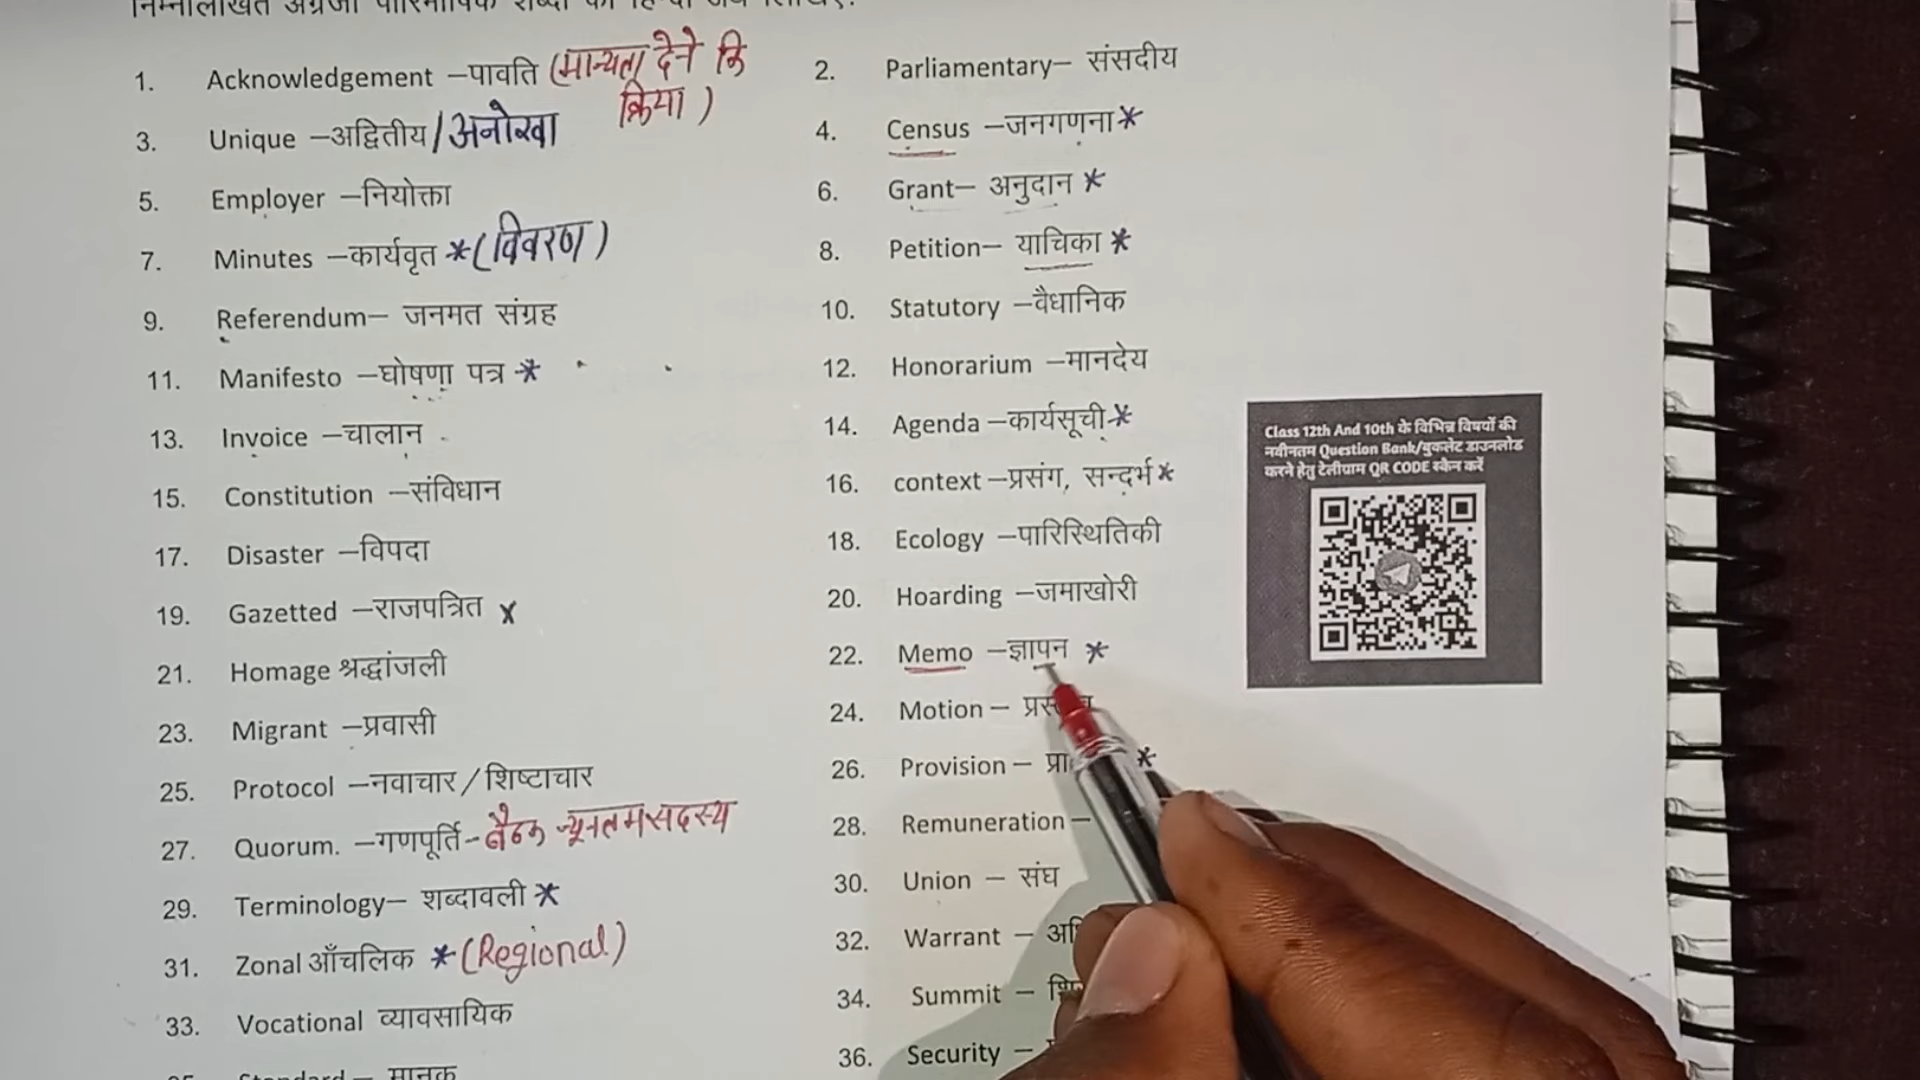 1. Acknowledgement –पावति (मान्यता देने कि क्रिया)
2. Parliamentary– संसदीय
3. Unique –अद्वितीय/अनोखा
4. Census –जनगणना*
5. Employer –नियोक्ता
6. Grant– अनुदान *
7. Minutes –कार्यवृत *(विवरण)
8. Petition– याचिका *
9. Referendum– जनमत संग्रह
10. Statutory –वैधानिक
11. Manifesto –घोषणा पत्र *
12. Honorarium –मानदेय
13. Invoice –चालान
14. Agenda –कार्यसूची*
15. Constitution –संविधान
16. context –प्रसंग, सन्दर्भ*
17. Disaster –विपदा
18. Ecology –पारिस्थितिकी
19. Gazetted –राजपत्रित x
20. Hoarding –जमाखोरी
21. Homage श्रद्धांजली
22. Memo –ज्ञापन *
23. Migrant –प्रवासी
24. Motion –
25. Protocol –नवाचार/शिष्टाचार
26. Provision – *
27. Quorum. –गणपूर्ति- बैठक न्यूनतम सदस्य
28. Remuneration –
29. Terminology– शब्दावली *
30. Union – संघ
31. Zonal आँचलिक *(Regional)
32. Warrant –
33. Vocational व्यावसायिक
34. Summit –
36. Security –
Class 12th And 10th के विभिन्न विषयों की
नवीनतम Question Bank/बुकलेट डाउनलोड
करने हेतु टेलीग्राम QR CODE स्कैन करें